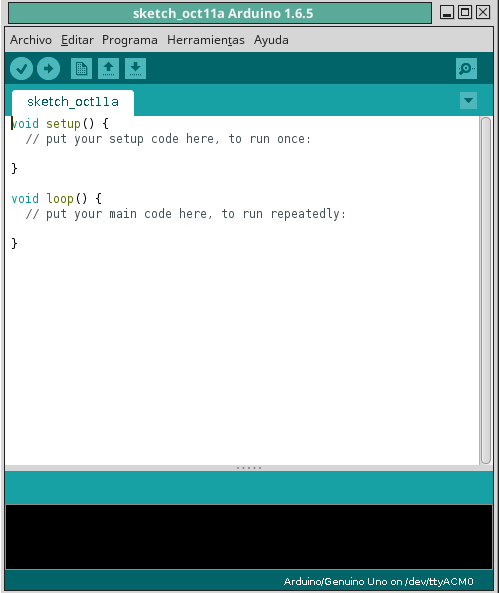 sketch_oct11a Arduino 1.6.5
Archivo Editar Programa Herramientas Ayuda
sketch_oct11a
void setup() {
  // put your setup code here, to run once:
}
void loop() {
  // put your main code here, to run repeatedly:
}
Arduino/Genuino Uno on /dev/ttyACM0